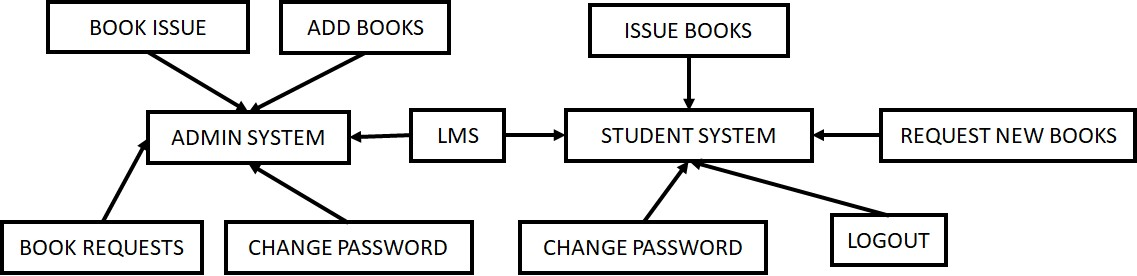 BOOK ISSUE
ADD BOOKS
ISSUE BOOKS
ADMIN SYSTEM
LMS
STUDENT SYSTEM
REQUEST NEW BOOKS
BOOK REQUESTS
CHANGE PASSWORD
CHANGE PASSWORD
LOGOUT